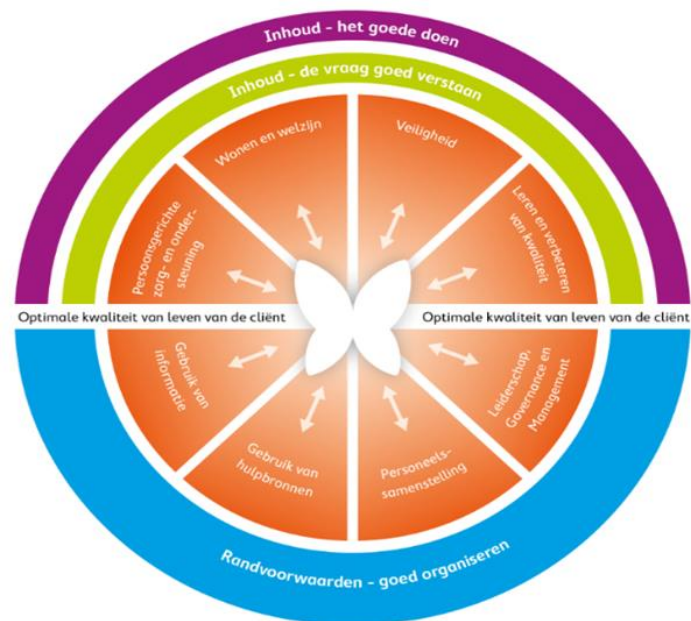 Inhoud - het goede doen
Inhoud - de vraag goed verstaan
Wonen en welzijn
Veiligheid
Persoonsgerichte
zorg- en onder-
steuning
Leren en verbeteren
van kwaliteit
Optimale kwaliteit van leven van de cliënt
Optimale kwaliteit van leven van de cliënt
Gebruik van
informatie
Leiderschap,
Governance en
Management
Gebruik van
hulpbronnen
Personeels-
samenstelling
Randvoorwaarden - goed organiseren